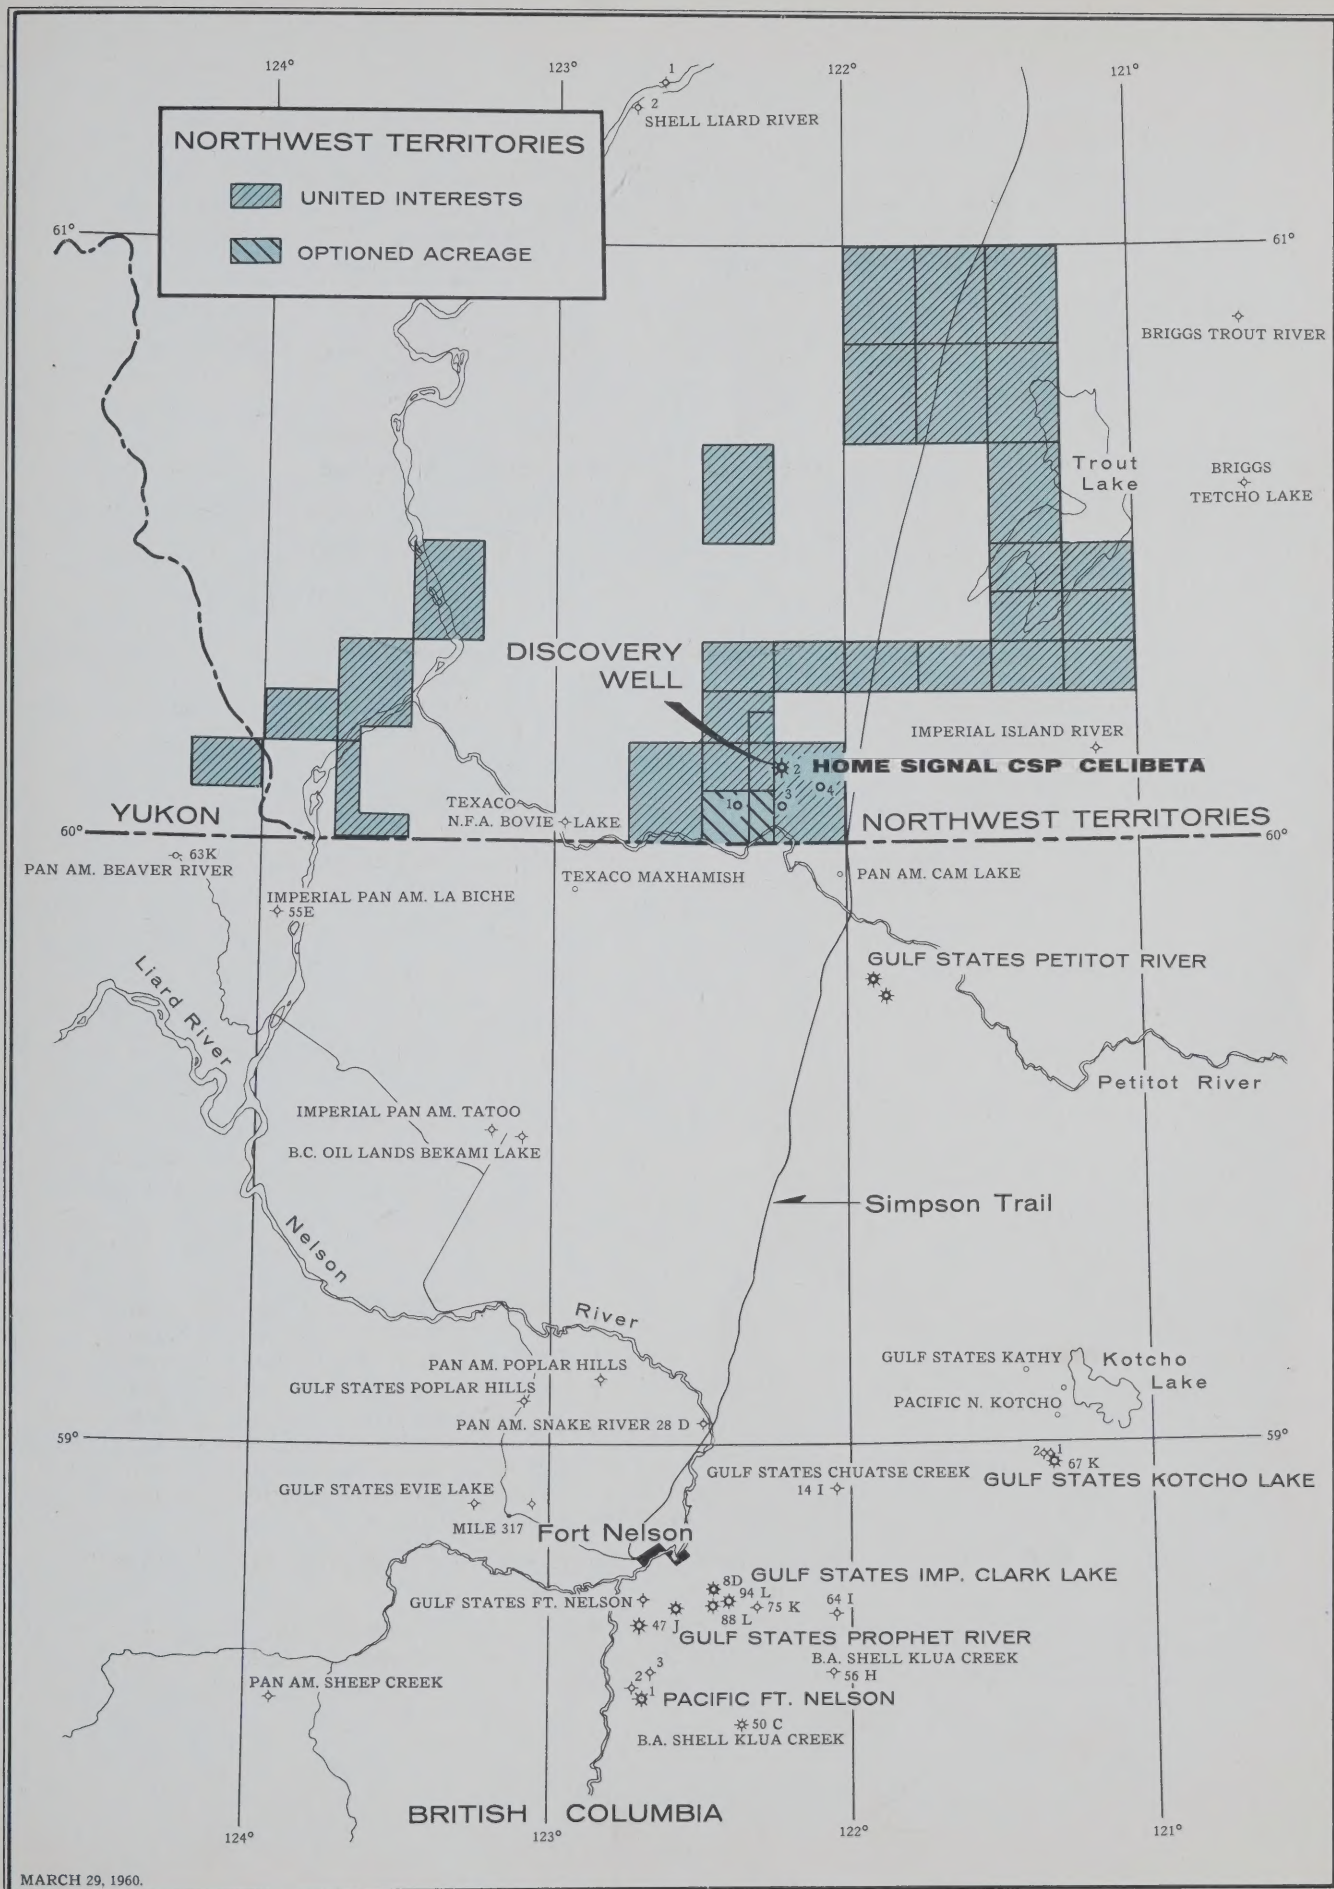 124°
123°
122°
121°
1
2
SHELL LIARD RIVER
NORTHWEST TERRITORIES
UNITED INTERESTS
OPTIONED ACREAGE
61°
61°
BRIGGS TROUT RIVER
Trout
Lake
BRIGGS
TETCHO LAKE
DISCOVERY
WELL
IMPERIAL ISLAND RIVER
2 HOME SIGNAL CSP CELIBETA
4
1
3
TEXACO
N.F.A. BOVIE LAKE
YUKON
NORTHWEST TERRITORIES
60°
60°
63K
PAN AM. BEAVER RIVER
TEXACO MAXHAMISH
PAN AM. CAM LAKE
IMPERIAL PAN AM. LA BICHE
55E
GULF STATES PETITOT RIVER
Liard River
Petitot River
IMPERIAL PAN AM. TATOO
B.C. OIL LANDS BEKAMI LAKE
Simpson Trail
Nelson
River
PAN AM. POPLAR HILLS
GULF STATES POPLAR HILLS
PAN AM. SNAKE RIVER 28 D
GULF STATES KATHY
Kotcho
Lake
PACIFIC N. KOTCHO
59°
59°
2
1
67 K
GULF STATES KOTCHO LAKE
GULF STATES CHUATSE CREEK
14 I
GULF STATES EVIE LAKE
MILE 317
Fort Nelson
8D
GULF STATES IMP. CLARK LAKE
94 L
GULF STATES FT. NELSON
75 K
64 I
88 L
47 J
GULF STATES PROPHET RIVER
B.A. SHELL KLUA CREEK
56 H
3
2
PAN AM. SHEEP CREEK
1
PACIFIC FT. NELSON
50 C
B.A. SHELL KLUA CREEK
BRITISH COLUMBIA
124°
123°
122°
121°
MARCH 29, 1960.